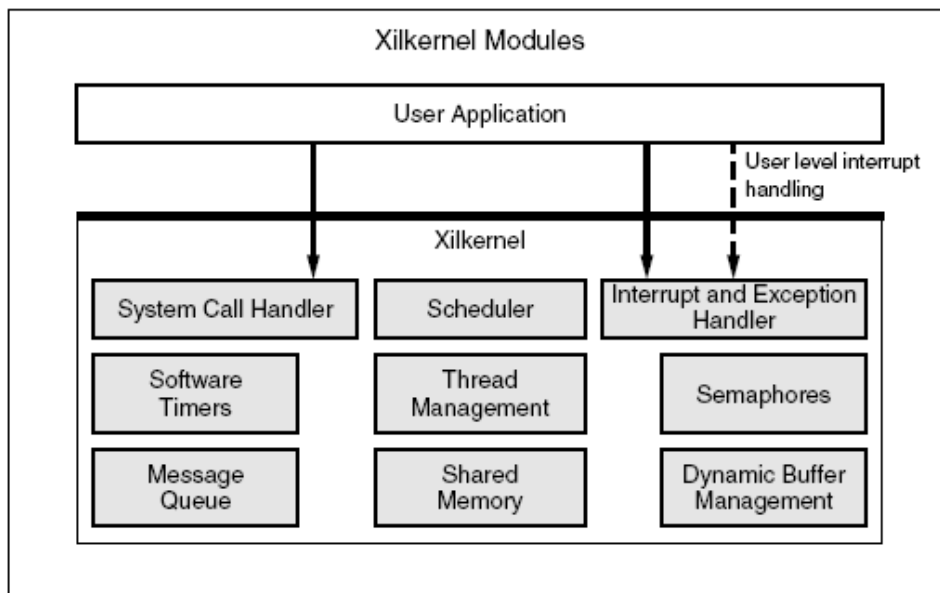 Xilkernel Modules
User Application
User level interrupt
handling
Xilkernel
System Call Handler
Scheduler
Interrupt and Exception
Handler
Software
Timers
Thread
Management
Semaphores
Message
Queue
Shared
Memory
Dynamic Buffer
Management